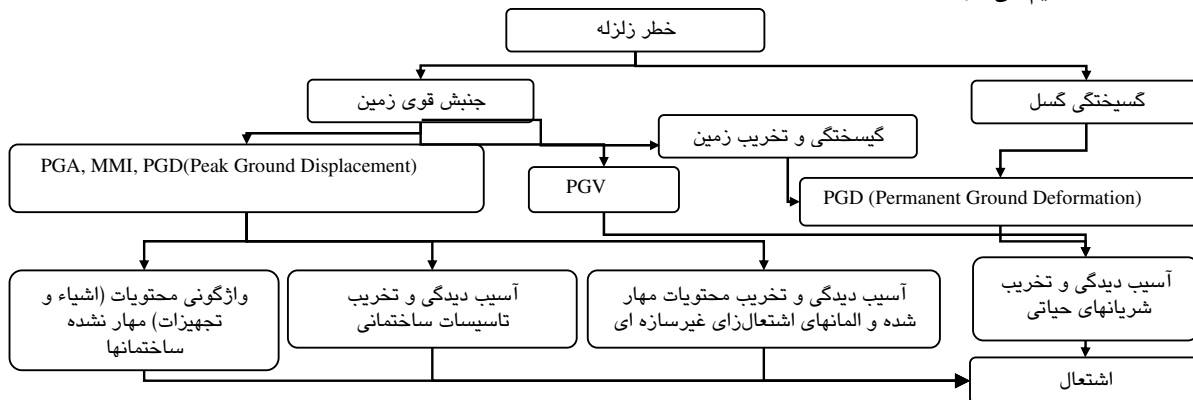 خطر زلزله
جنبش قوی زمین
گسیختگی گسل
گیسختگی و تخریب زمین
PGA, MMI, PGD(Peak Ground Displacement)
PGV
PGD (Permanent Ground Deformation)
واژگونی محتویات (اشیاء و
تجهیزات) مهار نشده
ساختمانها
آسیب دیدگی و تخریب
تاسیسات ساختمانی
آسیب دیدگی و تخریب محتویات مهار
شده و المانهای اشتعال‌زای غیرسازه ای
آسیب دیدگی و تخریب
شریانهای حیاتی
اشتعال